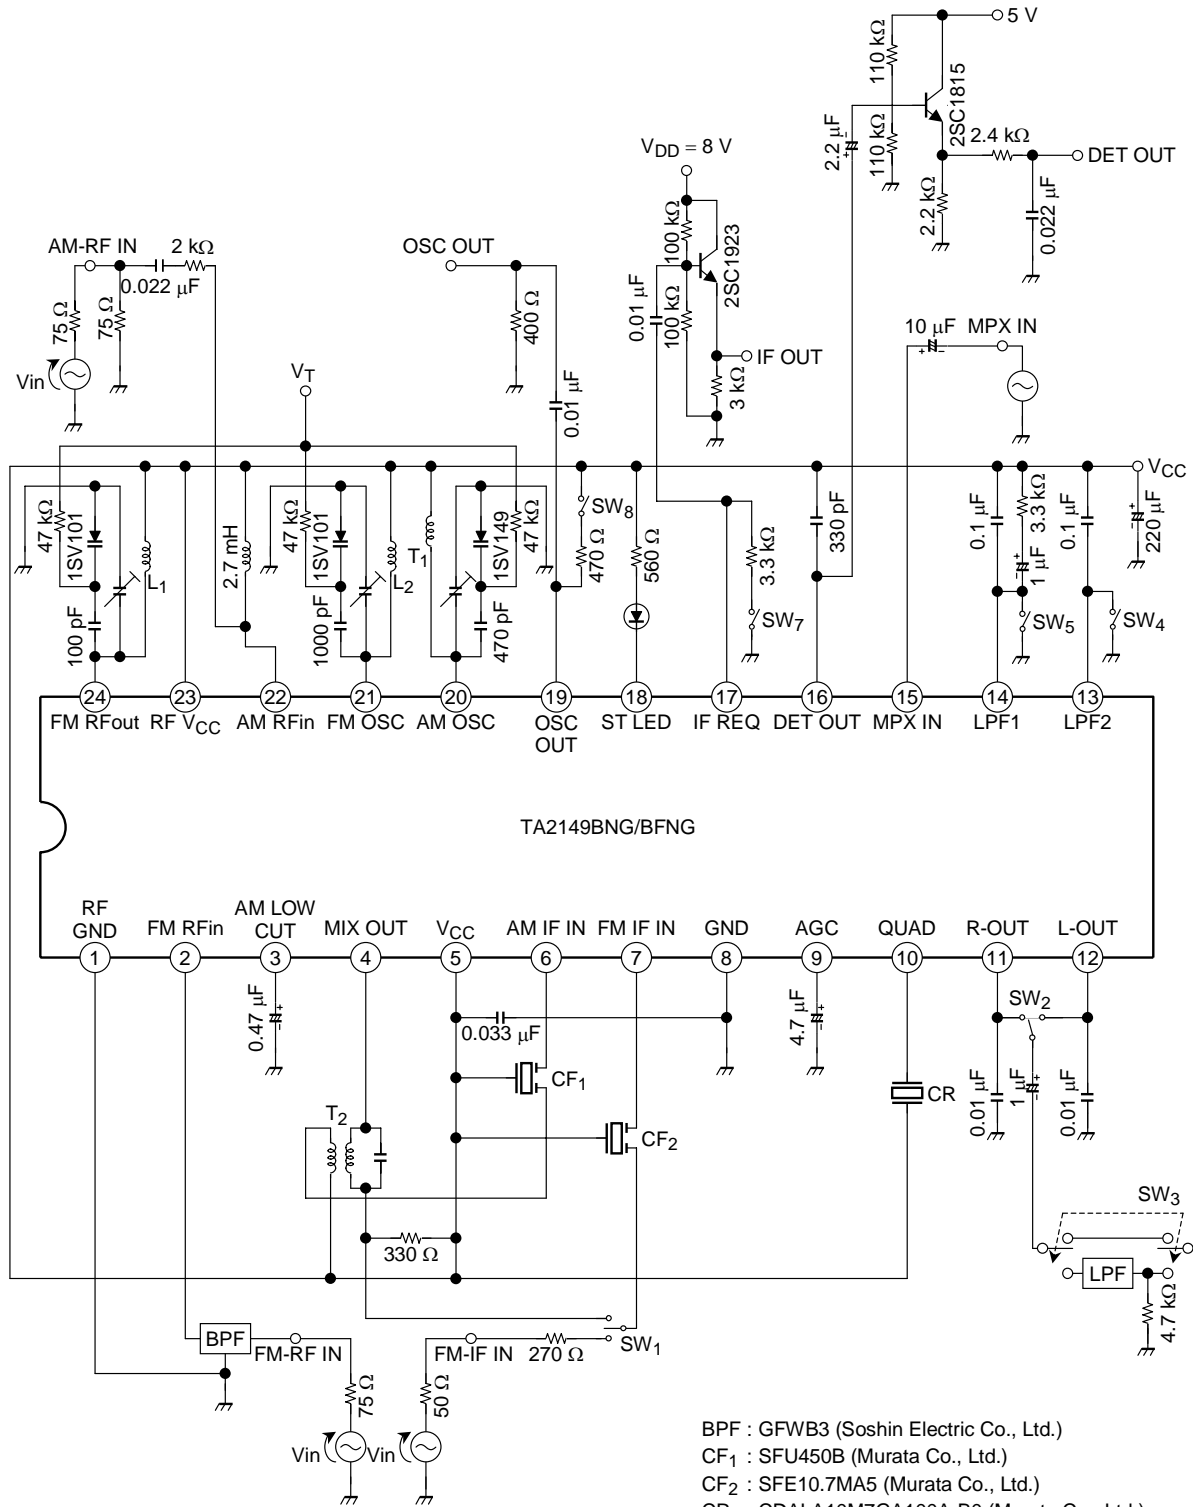 5 V
110 kΩ
110 kΩ
2SC1815
2.2 μF
2.4 kΩ
DET OUT
2.2 kΩ
0.022 μF
V_DD = 8 V
100 kΩ
100 kΩ
2SC1923
0.01 μF
IF OUT
3 kΩ
AM-RF IN
2 kΩ
0.022 μF
75 Ω
75 Ω
Vin
OSC OUT
400 Ω
0.01 μF
V_T
10 μF
MPX IN
V_CC
47 kΩ
1SV101
L1
100 pF
2.7 mH
47 kΩ
1SV101
L2
1000 pF
T1
1SV149
47 kΩ
470 pF
SW8
470 Ω
560 Ω
3.3 kΩ
SW7
330 pF
0.1 μF
3.3 kΩ
1 μF
SW5
0.1 μF
SW4
220 μF
24
23
22
21
20
19
18
17
16
15
14
13
FM RFout
RF V_CC
AM RFin
FM OSC
AM OSC
OSC
OUT
ST LED
IF REQ
DET OUT
MPX IN
LPF1
LPF2
TA2149BNG/BFNG
RF
GND
FM RFin
AM LOW
CUT
MIX OUT
V_CC
AM IF IN
FM IF IN
GND
AGC
QUAD
R-OUT
L-OUT
1
2
3
4
5
6
7
8
9
10
11
12
0.47 μF
0.033 μF
4.7 μF
SW2
CF1
CR
0.01 μF
1 μF
0.01 μF
T2
CF2
330 Ω
SW3
LPF
4.7 kΩ
BPF
FM-RF IN
75 Ω
Vin
FM-IF IN
270 Ω
SW1
50 Ω
Vin
BPF : GFWB3 (Soshin Electric Co., Ltd.)
CF1 : SFU450B (Murata Co., Ltd.)
CF2 : SFE10.7MA5 (Murata Co., Ltd.)